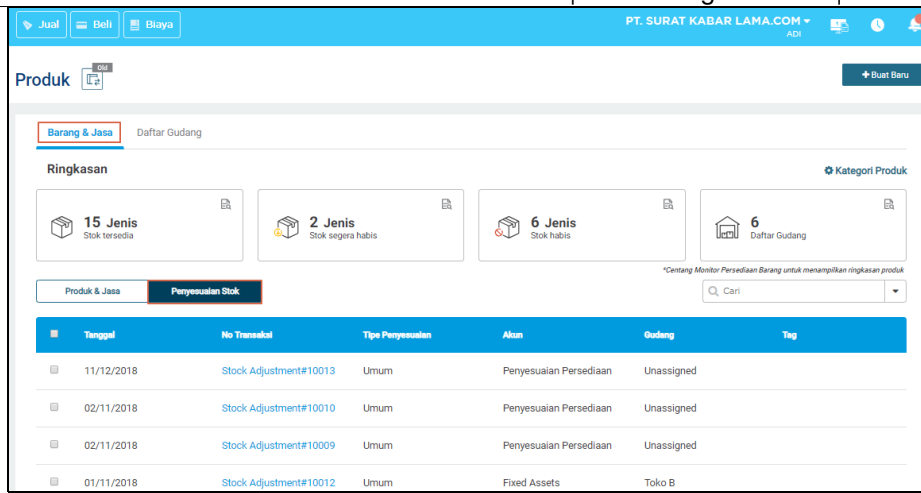 Jual Beli Biaya PT. SURAT KABAR LAMA.COM
ADI
Produk Old + Buat Baru
Barang & Jasa Daftar Gudang
Ringkasan Kategori Produk
15 Jenis 2 Jenis 6 Jenis 6
Stok tersedia Stok segera habis Stok habis Daftar Gudang
*Centang Monitor Persediaan Barang untuk menampilkan ringkasan produk
Produk & Jasa Penyesuaian Stok Cari
Tanggal No Transaksi Tipe Penyesuaian Akun Gudang Tag
11/12/2018 Stock Adjustment#10013 Umum Penyesuaian Persediaan Unassigned
02/11/2018 Stock Adjustment#10010 Umum Penyesuaian Persediaan Unassigned
02/11/2018 Stock Adjustment#10009 Umum Penyesuaian Persediaan Unassigned
01/11/2018 Stock Adjustment#10012 Umum Fixed Assets Toko B